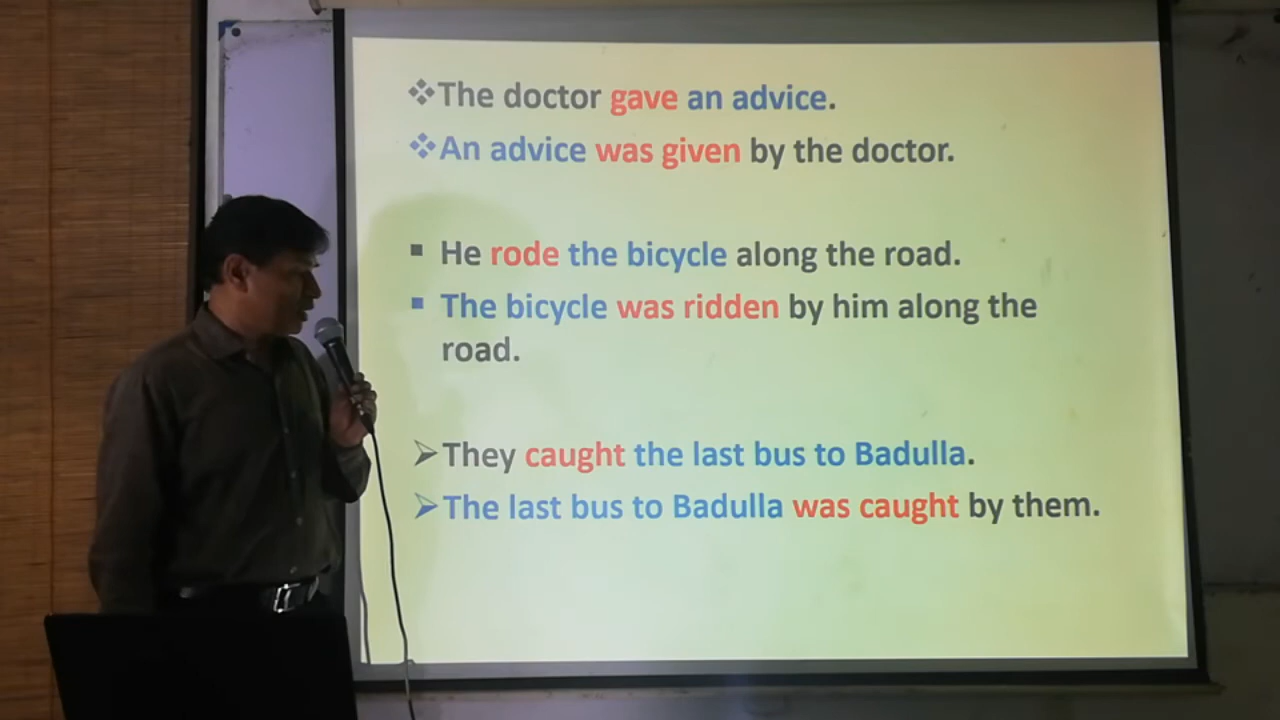 ❖The doctor gave an advice.
❖An advice was given by the doctor.
▪ He rode the bicycle along the road.
▪ The bicycle was ridden by him along the
road.
➢They caught the last bus to Badulla.
➢The last bus to Badulla was caught by them.